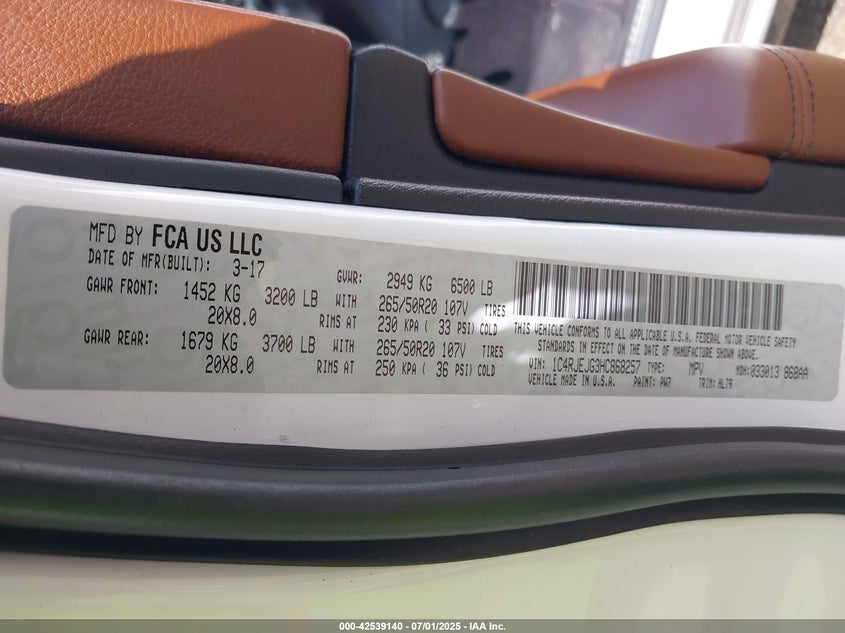 MFD BY FCA US LLC
DATE OF MFR(BUILT): 3-17 GVWR: 2949 KG 6500 LB
GAWR FRONT: 1452 KG 3200 LB WITH 265/50R20 107V TIRES
20X8.0 RIMS AT 230 KPA ( 33 PSI) COLD
GAWR REAR: 1679 KG 3700 LB WITH 265/50R20 107V TIRES
20X8.0 RIMS AT 250 KPA ( 36 PSI) COLD
THIS VEHICLE CONFORMS TO ALL APPLICABLE U.S.A. FEDERAL MOTOR VEHICLE SAFETY
STANDARDS IN EFFECT ON THE DATE OF MANUFACTURE SHOWN ABOVE.
VIN: 1C4RJEJG3HC868257 TYPE: MPV MDH: 033013 868AA
VEHICLE MADE IN U.S.A. PAINT: PW7 TRIM: HLT9
000-42539140 - 07/01/2025 - IAA Inc.